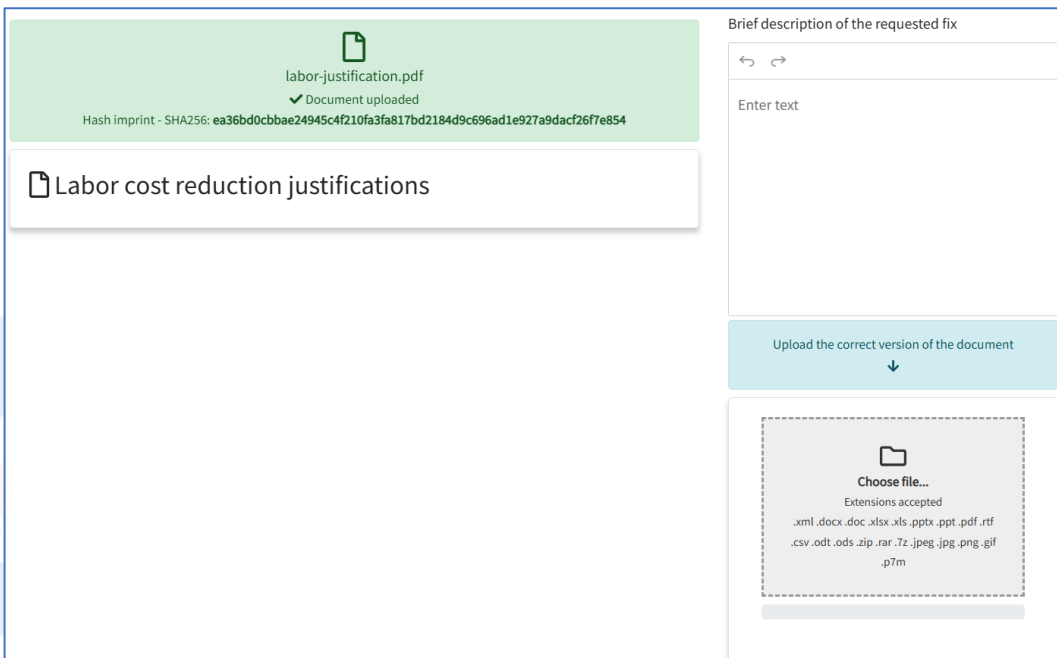 labor-justification.pdf
Document uploaded
Hash imprint - SHA256: ea36bd0cbbae24945c4f210fa3fa817bd2184d9c696ad1e927a9dacf26f7e854
Labor cost reduction justifications
Brief description of the requested fix
Enter text
Upload the correct version of the document
Choose file...
Extensions accepted
.xml .docx .doc .xlsx .xls .pptx .ppt .pdf .rtf
.csv .odt .ods .zip .rar .7z .jpeg .jpg .png .gif
.p7m